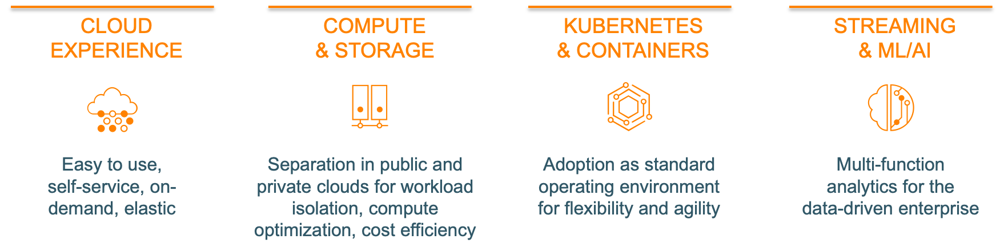 CLOUD
EXPERIENCE
Easy to use,
self-service, on-
demand, elastic
COMPUTE
& STORAGE
Separation in public and
private clouds for workload
isolation, compute
optimization, cost efficiency
KUBERNETES
& CONTAINERS
Adoption as standard
operating environment
for flexibility and agility
STREAMING
& ML/AI
Multi-function
analytics for the
data-driven enterprise